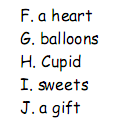 F. a heart
G. balloons
H. Cupid
I. sweets
J. a gift